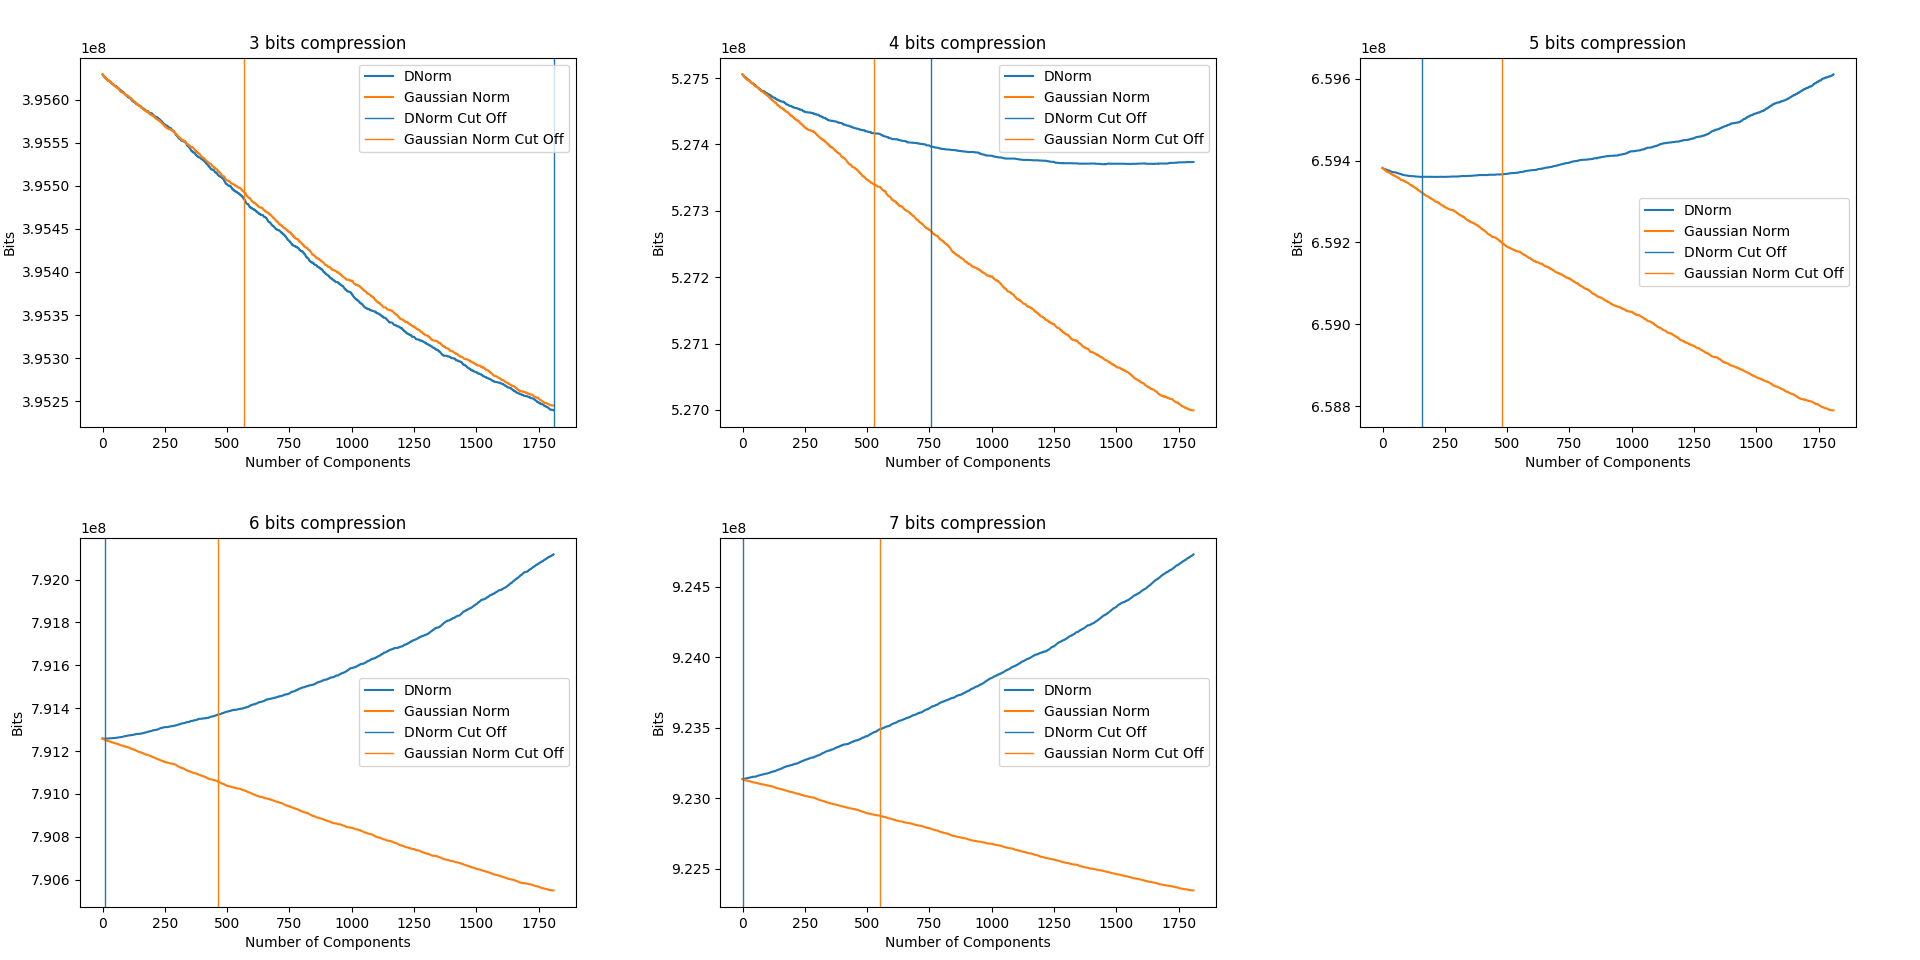 3 bits compression
1e8
3.9560
3.9555
3.9550
3.9545
3.9540
3.9535
3.9530
3.9525
Bits
0 250 500 750 1000 1250 1500 1750
Number of Components
DNorm
Gaussian Norm
DNorm Cut Off
Gaussian Norm Cut Off
4 bits compression
1e8
5.275
5.274
5.273
5.272
5.271
5.270
Bits
0 250 500 750 1000 1250 1500 1750
Number of Components
DNorm
Gaussian Norm
DNorm Cut Off
Gaussian Norm Cut Off
5 bits compression
1e8
6.596
6.594
6.592
6.590
6.588
Bits
0 250 500 750 1000 1250 1500 1750
Number of Components
DNorm
Gaussian Norm
DNorm Cut Off
Gaussian Norm Cut Off
6 bits compression
1e8
7.920
7.918
7.916
7.914
7.912
7.910
7.908
7.906
Bits
0 250 500 750 1000 1250 1500 1750
Number of Components
DNorm
Gaussian Norm
DNorm Cut Off
Gaussian Norm Cut Off
7 bits compression
1e8
9.245
9.240
9.235
9.230
9.225
Bits
0 250 500 750 1000 1250 1500 1750
Number of Components
DNorm
Gaussian Norm
DNorm Cut Off
Gaussian Norm Cut Off